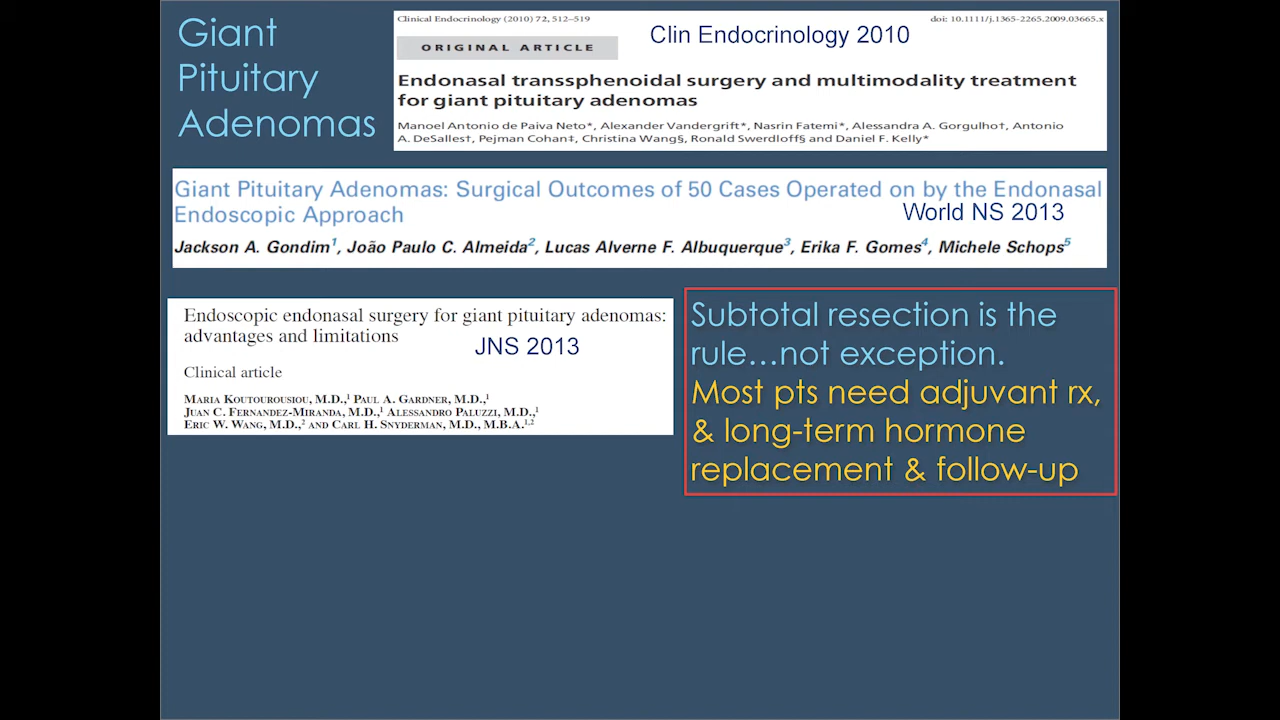 Giant
Pituitary
Adenomas
Clinical Endocrinology (2010) 72, 512–519
doi: 10.1111/j.1365-2265.2009.03665.x
ORIGINAL ARTICLE
Clin Endocrinology 2010
Endonasal transsphenoidal surgery and multimodality treatment
for giant pituitary adenomas
Manoel Antonio de Paiva Neto*, Alexander Vandergrift*, Nasrin Fatemi*, Alessandra A. Gorgulho†, Antonio
A. DeSalles†, Pejman Cohan‡, Christina Wang§, Ronald Swerdloff§ and Daniel F. Kelly*
Giant Pituitary Adenomas: Surgical Outcomes of 50 Cases Operated on by the Endonasal
Endoscopic Approach
World NS 2013
Jackson A. Gondim1, João Paulo C. Almeida2, Lucas Alverne F. Albuquerque3, Erika F. Gomes4, Michele Schops5
Endoscopic endonasal surgery for giant pituitary adenomas:
advantages and limitations
JNS 2013
Clinical article
MARIA KOUTOUROUSIOU, M.D.,1 PAUL A. GARDNER, M.D.,1
JUAN C. FERNANDEZ-MIRANDA, M.D.,1 ALESSANDRO PALUZZI, M.D.,1
ERIC W. WANG, M.D.,2 AND CARL H. SNYDERMAN, M.D., M.B.A.1,2
Subtotal resection is the
rule…not exception.
Most pts need adjuvant rx,
& long-term hormone
replacement & follow-up